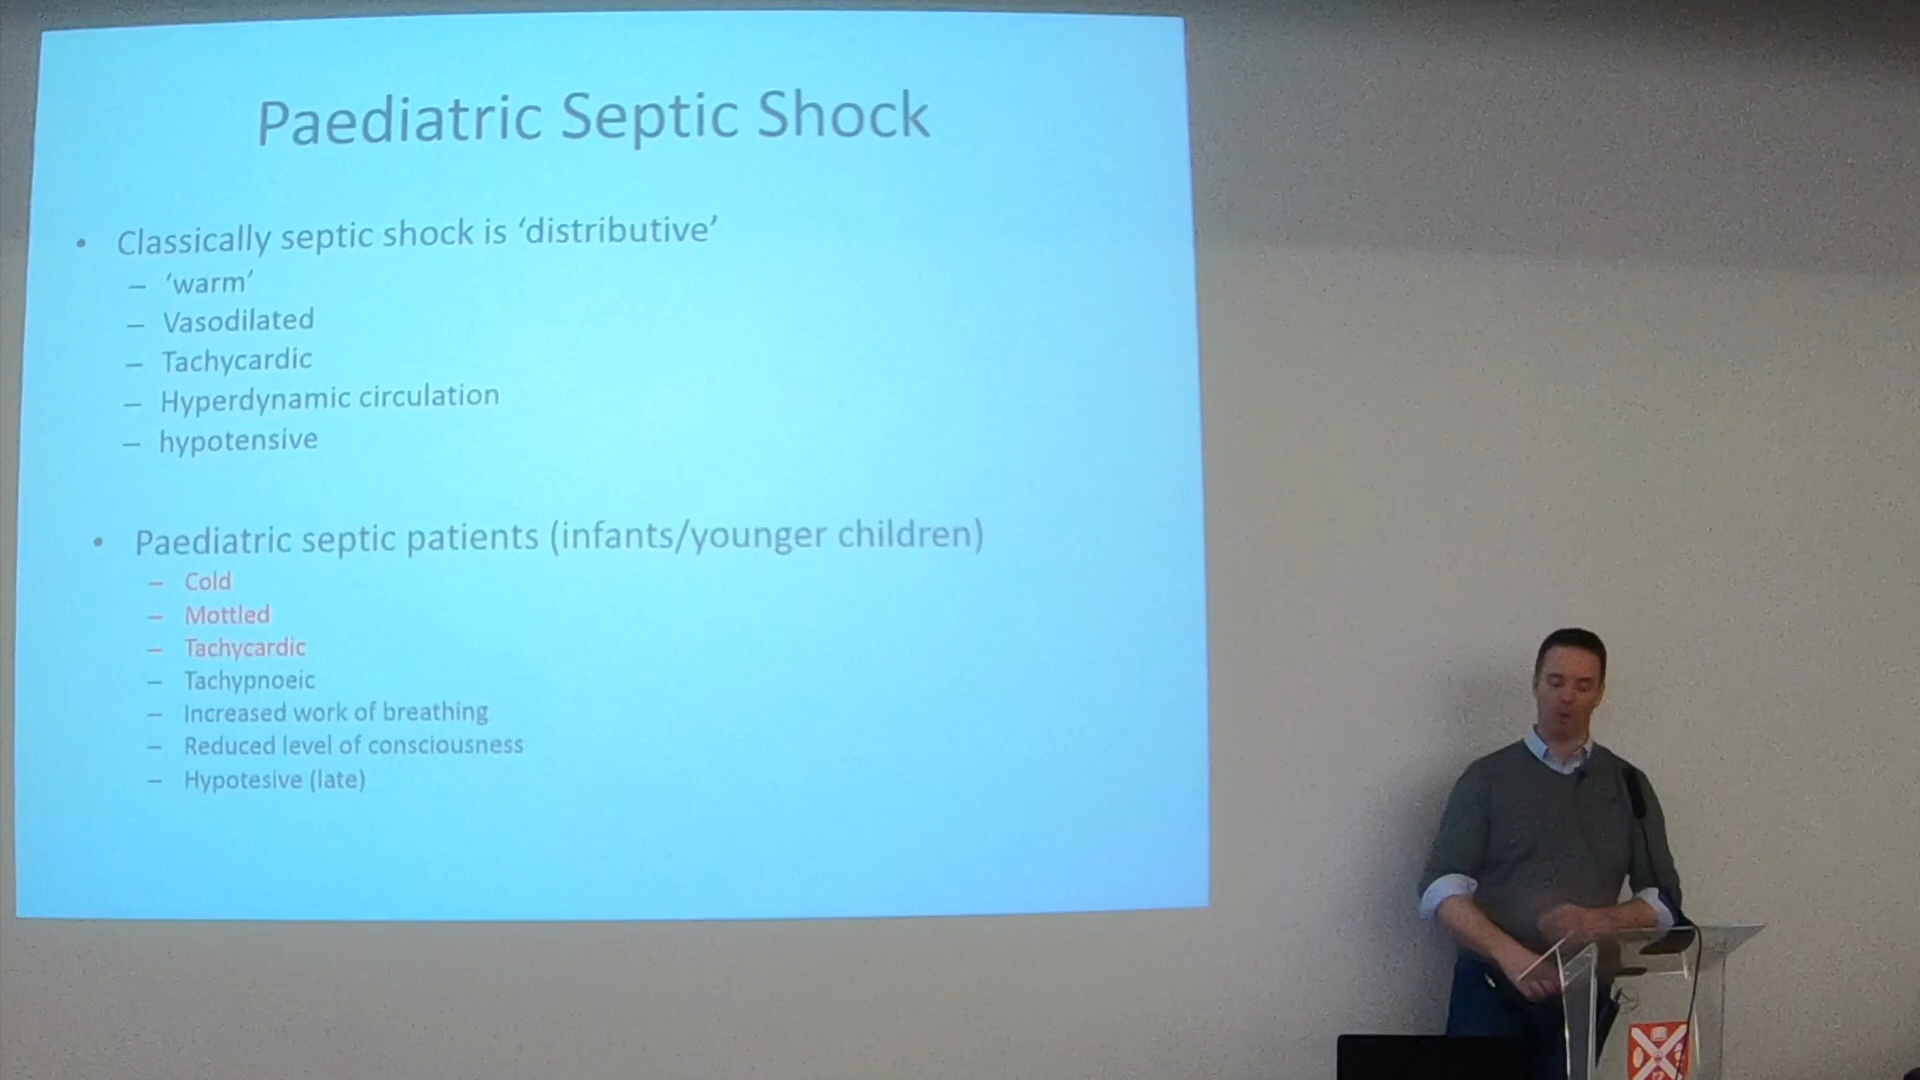 Paediatric Septic Shock
• Classically septic shock is ‘distributive’
– ‘warm’
– Vasodilated
– Tachycardic
– Hyperdynamic circulation
– hypotensive
• Paediatric septic patients (infants/younger children)
– Cold
– Mottled
– Tachycardic
– Tachypnoeic
– Increased work of breathing
– Reduced level of consciousness
– Hypotesive (late)